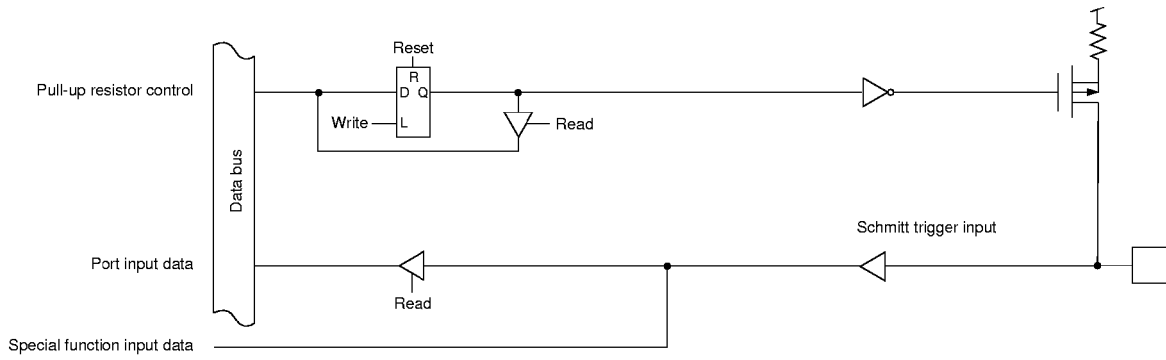 Reset
Pull-up resistor control
R
D Q
Write
L
Read
Data bus
Schmitt trigger input
Port input data
Read
Special function input data